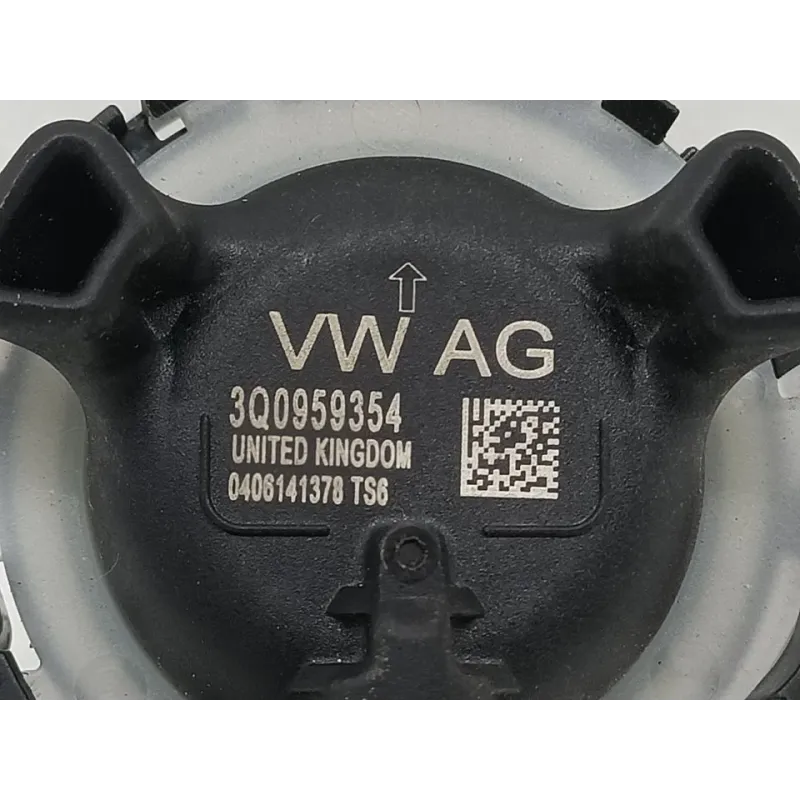 VW AG
3Q0959354
UNITED KINGDOM
0406141378 TS6